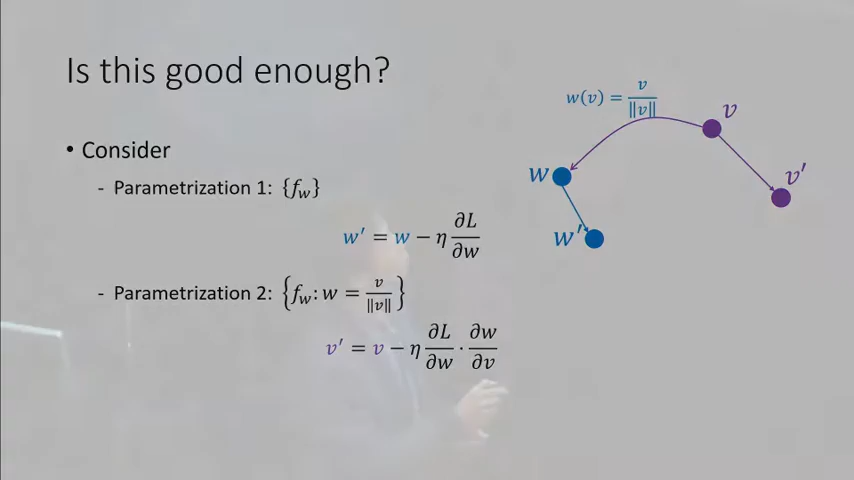 Is this good enough?
• Consider
- Parametrization 1: {f_w}
w' = w − η ∂L/∂w
- Parametrization 2: {f_w: w = v/‖v‖}
v' = v − η ∂L/∂w · ∂w/∂v
w(v) = v/‖v‖
v
v'
w
w'